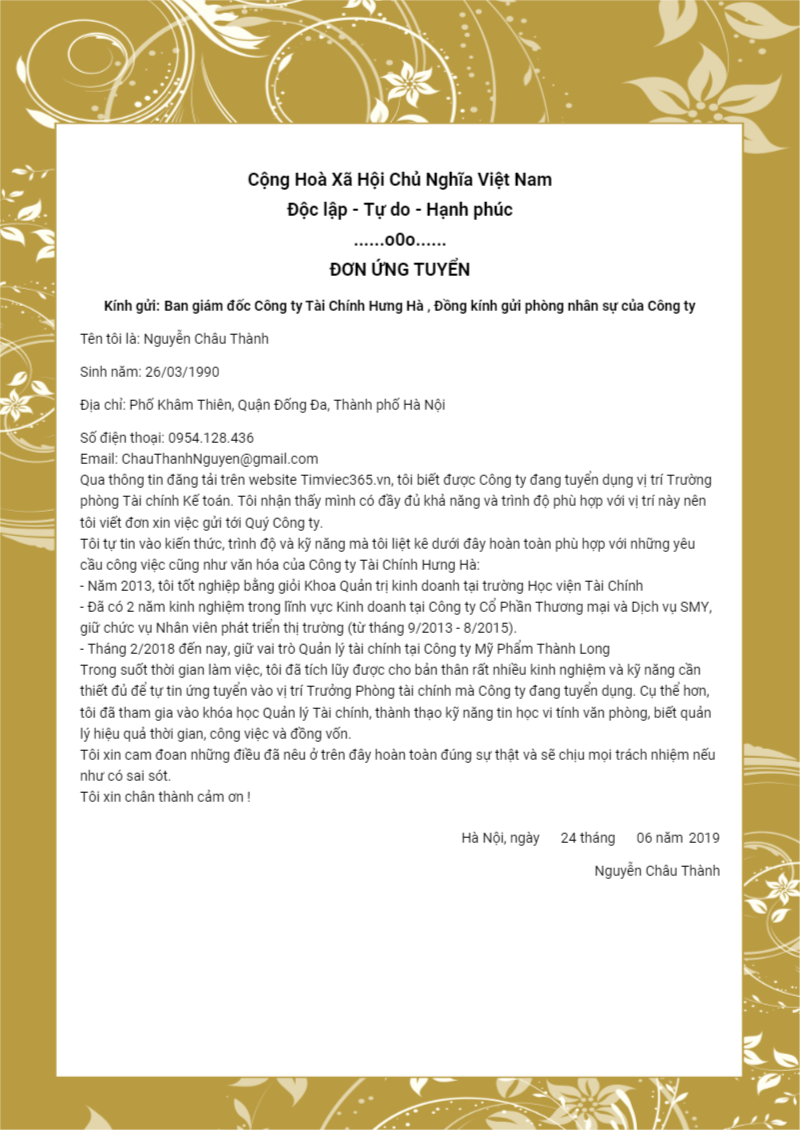 Cộng Hoà Xã Hội Chủ Nghĩa Việt Nam
Độc lập - Tự do - Hạnh phúc
......o0o......
ĐƠN ỨNG TUYỂN
Kính gửi: Ban giám đốc Công ty Tài Chính Hưng Hà , Đồng kính gửi phòng nhân sự của Công ty
Tên tôi là: Nguyễn Châu Thành
Sinh năm: 26/03/1990
Địa chỉ: Phố Khâm Thiên, Quận Đống Đa, Thành phố Hà Nội
Số điện thoại: 0954.128.436
Email: ChauThanhNguyen@gmail.com
Qua thông tin đăng tải trên website Timviec365.vn, tôi biết được Công ty đang tuyển dụng vị trí Trường
phòng Tài chính Kế toán. Tôi nhận thấy mình có đầy đủ khả năng và trình độ phù hợp với vị trí này nên
tôi viết đơn xin việc gửi tới Quý Công ty.
Tôi tự tin vào kiến thức, trình độ và kỹ năng mà tôi liệt kê dưới đây hoàn toàn phù hợp với những yêu
cầu công việc cũng như văn hóa của Công ty Tài Chính Hưng Hà:
- Năm 2013, tôi tốt nghiệp bằng giỏi Khoa Quản trị kinh doanh tại trường Học viện Tài Chính
- Đã có 2 năm kinh nghiệm trong lĩnh vực Kinh doanh tại Công ty Cổ Phần Thương mại và Dịch vụ SMY,
giữ chức vụ Nhân viên phát triển thị trường (từ tháng 9/2013 - 8/2015).
- Tháng 2/2018 đến nay, giữ vai trò Quản lý tài chính tại Công ty Mỹ Phẩm Thành Long
Trong suốt thời gian làm việc, tôi đã tích lũy được cho bản thân rất nhiều kinh nghiệm và kỹ năng cần
thiết đủ để tự tin ứng tuyển vào vị trí Trưởng Phòng tài chính mà Công ty đang tuyển dụng. Cụ thể hơn,
tôi đã tham gia vào khóa học Quản lý Tài chính, thành thạo kỹ năng tin học vi tính văn phòng, biết quản
lý hiệu quả thời gian, công việc và đồng vốn.
Tôi xin cam đoan những điều đã nêu ở trên đây hoàn toàn đúng sự thật và sẽ chịu mọi trách nhiệm nếu
như có sai sót.
Tôi xin chân thành cảm ơn !
Hà Nội, ngày 24 tháng 06 năm 2019
Nguyễn Châu Thành